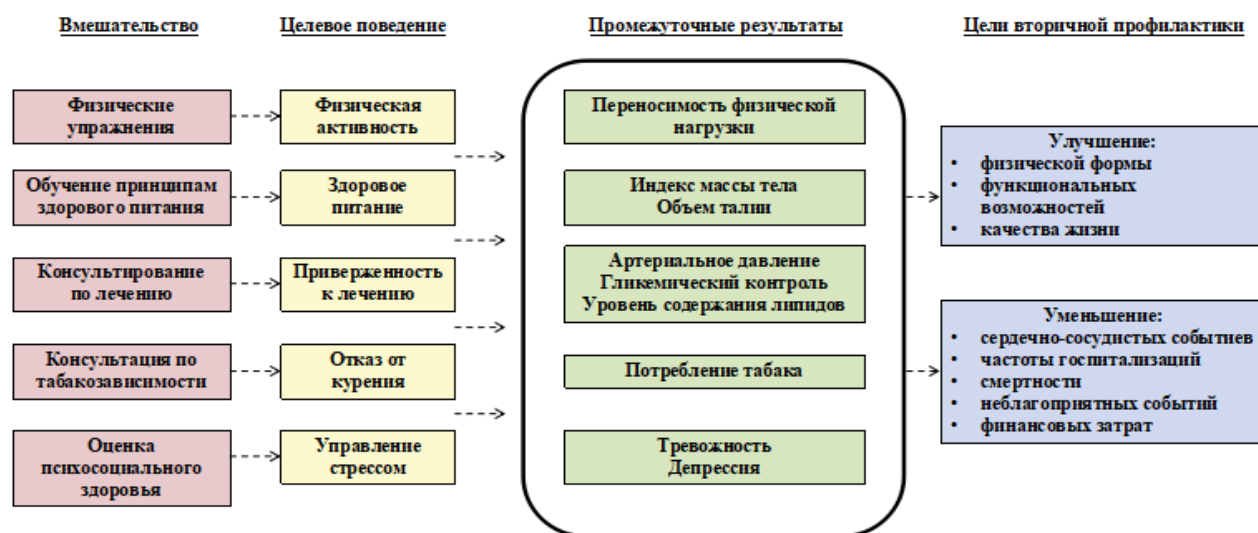 Вмешательство
Целевое поведение
Промежуточные результаты
Цели вторичной профилактики
Физические
упражнения
Физическая
активность
Переносимость физической
нагрузки
Обучение принципам
здорового питания
Здоровое
питание
Индекс массы тела
Объем талии
Консультирование
по лечению
Приверженность
к лечению
Артериальное давление
Гликемический контроль
Уровень содержания липидов
Консультация по
табакозависимости
Отказ от
курения
Потребление табака
Оценка
психосоциального
здоровья
Управление
стрессом
Тревожность
Депрессия
Улучшение:
• физической формы
• функциональных
возможностей
• качества жизни
Уменьшение:
• сердечно-сосудистых событиев
• частоты госпитализаций
• смертности
• неблагоприятных событий
• финансовых затрат